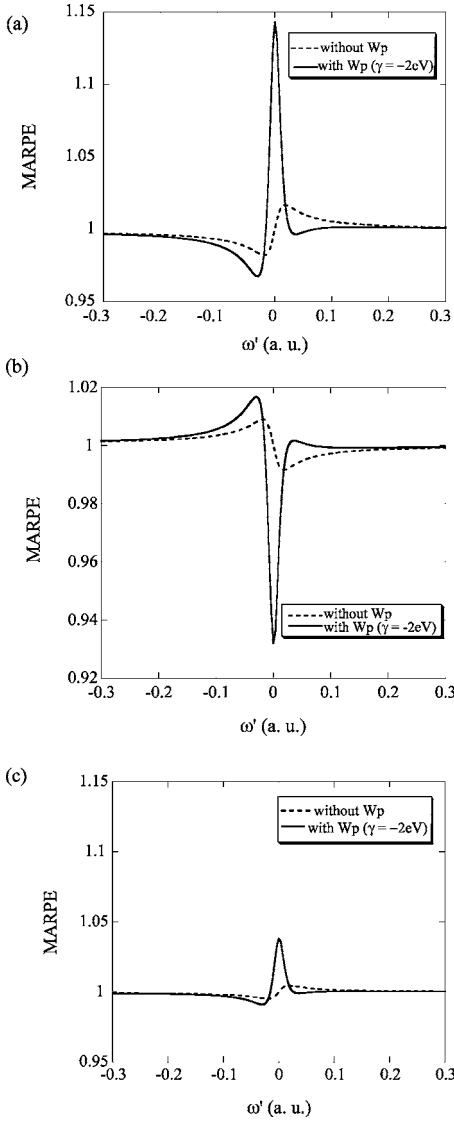 (a)
1.15
1.1
1.05
1
0.95
MARPE
without Wp
with Wp (γ = −2eV)
-0.3
-0.2
-0.1
0
0.1
0.2
0.3
ω' (a. u.)
(b)
1.02
1
0.98
0.96
0.94
0.92
MARPE
without Wp
with Wp (γ = -2eV)
-0.3
-0.2
-0.1
0
0.1
0.2
0.3
ω' (a. u.)
(c)
1.15
1.1
1.05
1
0.95
MARPE
without Wp
with Wp (γ = −2eV)
-0.3
-0.2
-0.1
0
0.1
0.2
0.3
ω' (a. u.)